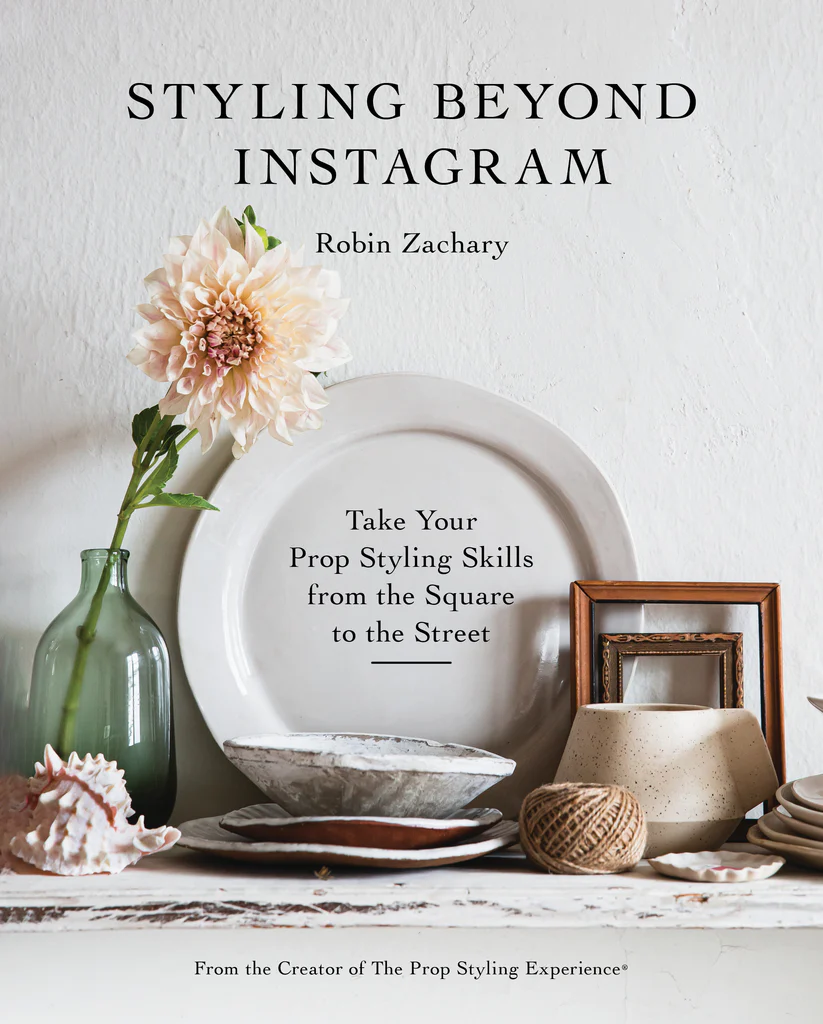 STYLING BEYOND
INSTAGRAM
Robin Zachary
Take Your
Prop Styling Skills
from the Square
to the Street
From the Creator of The Prop Styling Experience®